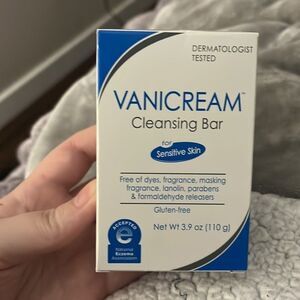 DERMATOLOGIST
TESTED
VANICREAM™
Cleansing Bar
for
Sensitive Skin
Free of dyes, fragrance, masking
fragrance, lanolin, parabens
& formaldehyde releasers
Gluten-free
Net Wt 3.9 oz (110 g)
ACCEPTED
e
National
Eczema
Association